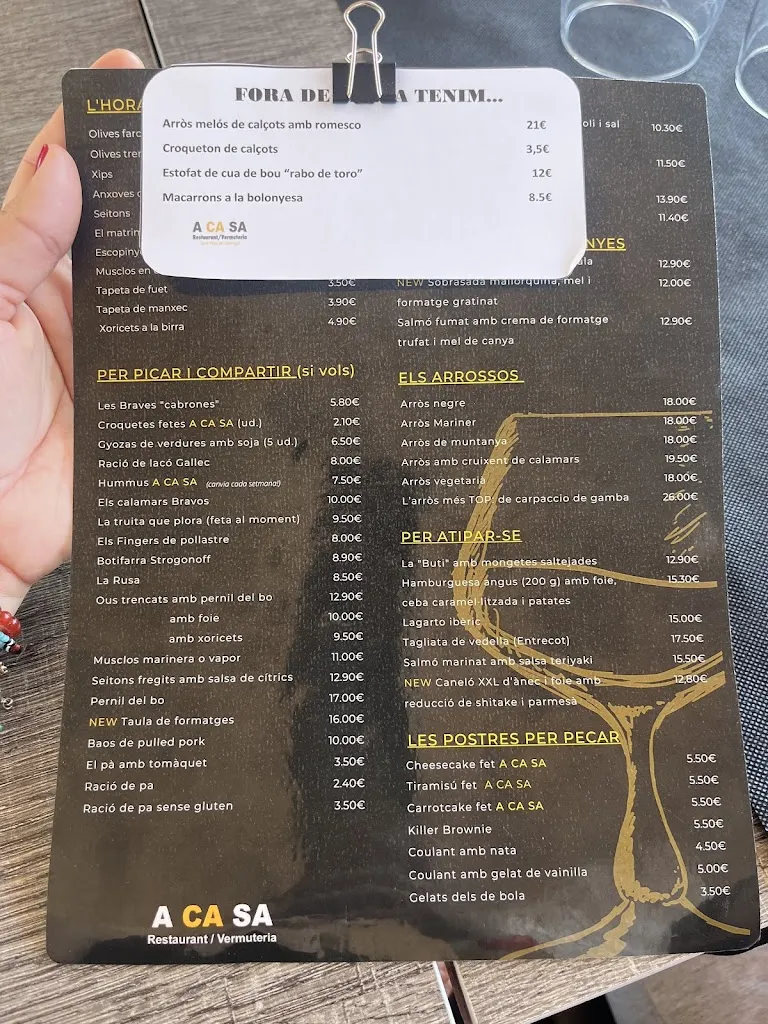 FORA DE A TENIM...
Arròs melós de calçots amb romesco 21€
Croqueton de calçots 3,5€
Estofat de cua de bou “rabo de toro” 12€
Macarrons a la bolonyesa 8.5€
A CA SA
Restaurant/Vermuteria
L'HORA
Olives farc
Olives tre
Xips
Anxoves
Seitons
El matrim
Escopiny
Musclos en
3.50€
Tapeta de fuet
Tapeta de manxec 3.90€
Xoricets a la birra 4.90€
PER PICAR I COMPARTIR (si vols)
Les Braves "cabrones" 5.80€
Croquetes fetes A CA SA (ud.) 2.10€
Gyozas de verdures amb soja (5 ud.) 6.50€
Ració de lacó Gallec 8.00€
Hummus A CA SA (canvia cada setmana!) 7.50€
Els calamars Bravos 10.00€
La truita que plora (feta al moment) 9.50€
Els Fingers de pollastre 8.00€
Botifarra Strogonoff 8.90€
La Rusa 8.50€
Ous trencats amb pernil del bo 12.90€
amb foie 10.00€
amb xoricets 9.50€
Musclos marinera o vapor 11.00€
Seitons fregits amb salsa de cítrics 12.90€
Pernil del bo 17.00€
NEW Taula de formatges 16.00€
Baos de pulled pork 10.00€
El pà amb tomàquet 3.50€
Ració de pa 2.40€
Ració de pa sense gluten 3.50€
A CA SA
Restaurant / Vermuteria
oli i sal 10.30€
11.50€
13.90€
11.40€
NYES
12.90€
NEW Sobrasada mallorquina, mel i 12.00€
formatge gratinat
Salmó fumat amb crema de formatge 12.90€
trufat i mel de canya
ELS ARROSSOS
Arròs negre 18.00€
Arròs Mariner 18.00€
Arròs de muntanya 18.00€
Arròs amb cruixent de calamars 19.50€
Arròs vegetarià 18.00€
L'arròs més TOP: de carpaccio de gamba 26.00€
PER ATIPAR-SE
La "Buti" amb mongetes saltejades 12.90€
Hamburguesa angus (200 g) amb foie, 15.30€
ceba caramel·litzada i patates
Lagarto ibèric 15.00€
Tagliata de vedella (Entrecot) 17.50€
Salmó marinat amb salsa teriyaki 15.50€
NEW Caneló XXL d'ànec i foie amb 12,80€
reducció de shitake i parmesà
LES POSTRES PER PECAR
Cheesecake fet A CA SA 5.50€
Tiramisú fet A CA SA 5.50€
Carrotcake fet A CA SA 5.50€
Killer Brownie 5.50€
Coulant amb nata 4.50€
Coulant amb gelat de vainilla 5.00€
Gelats dels de bola 3.50€